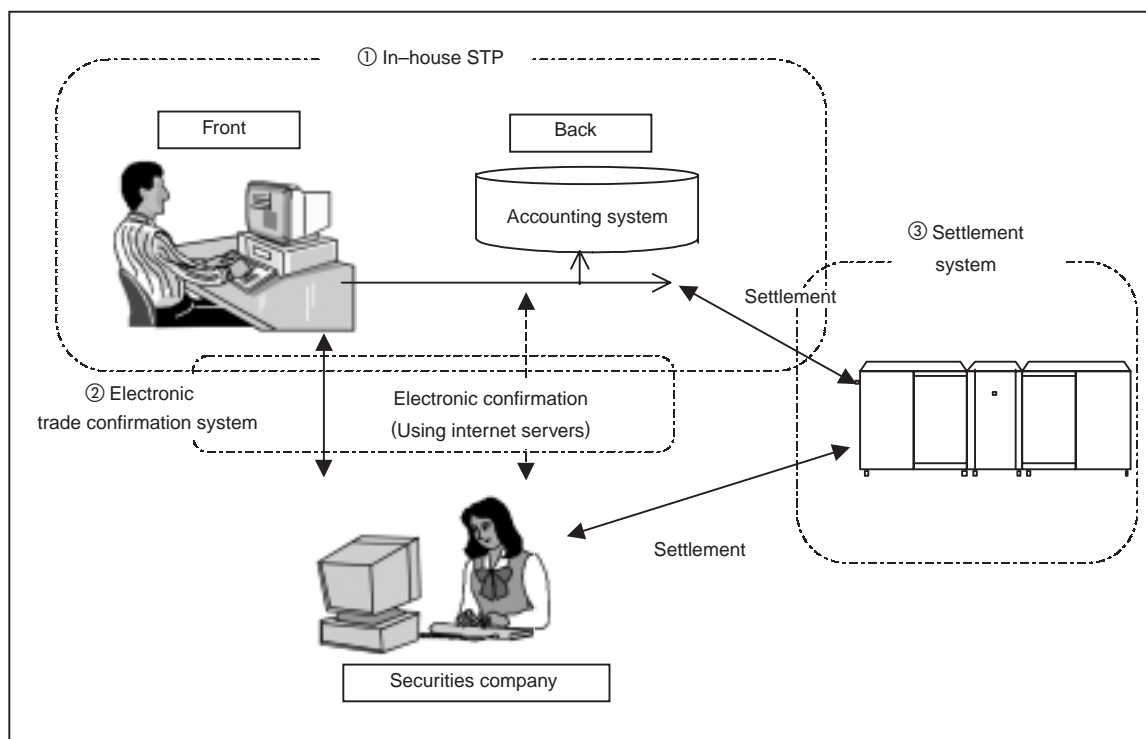 ① In–house STP
Front
Back
Accounting system
③ Settlement
system
Settlement
② Electronic
trade confirmation system
Electronic confirmation
(Using internet servers)
Settlement
Securities company